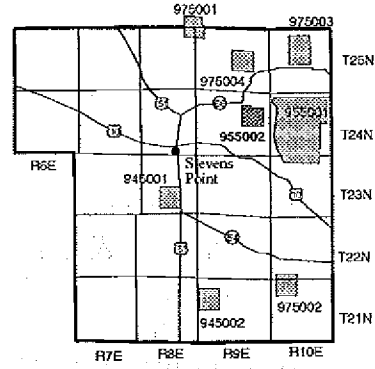 975001
975003
T25N
975004
955001
955002
T24N
Stevens
Point
R6E
945001
T23N
T22N
945002
975002
T21N
R7E
R8E
R9E
R10E